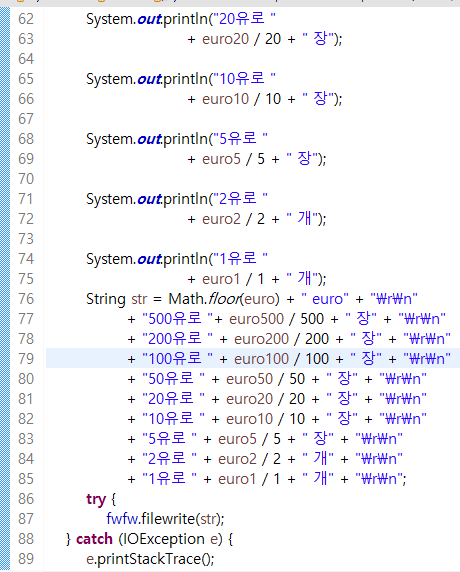 62 System.out.println("20유로 "
63 + euro20 / 20 + " 장");
64
65 System.out.println("10유로 "
66 + euro10 / 10 + " 장");
67
68 System.out.println("5유로 "
69 + euro5 / 5 + " 장");
70
71 System.out.println("2유로 "
72 + euro2 / 2 + " 개");
73
74 System.out.println("1유로 "
75 + euro1 / 1 + " 개");
76 String str = Math.floor(euro) + " euro" + "₩r₩n"
77 + "500유로 "+ euro500 / 500 + " 장" + "₩r₩n"
78 + "200유로 " + euro200 / 200 + " 장" + "₩r₩n"
79 + "100유로 " + euro100 / 100 + " 장" + "₩r₩n"
80 + "50유로 " + euro50 / 50 + " 장" + "₩r₩n"
81 + "20유로 " + euro20 / 20 + " 장" + "₩r₩n"
82 + "10유로 " + euro10 / 10 + " 장" + "₩r₩n"
83 + "5유로 " + euro5 / 5 + " 장" + "₩r₩n"
84 + "2유로 " + euro2 / 2 + " 개" + "₩r₩n"
85 + "1유로 " + euro1 / 1 + " 개" + "₩r₩n";
86 try {
87 fwfw.filewrite(str);
88 } catch (IOException e) {
89 e.printStackTrace();